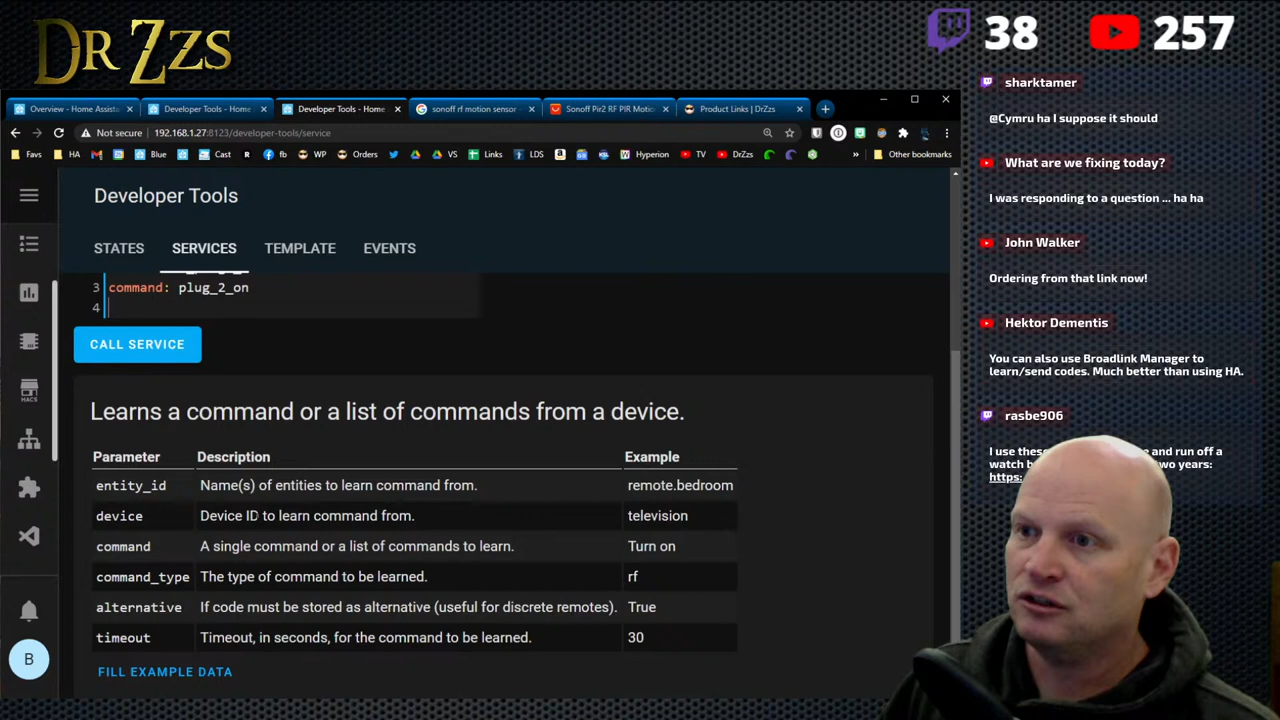 DR ZZS
38
257
Overview - Home Assista
Developer Tools - Home
Developer Tools - Home
sonoff rf motion sensor
Sonoff Pir2 RF PIR Motio
Product Links | DrZzs
Not secure
192.168.1.27:8123/developer-tools/service
Favs
HA
Blue
Cast
fb
WP
Orders
VS
Links
LDS
Hyperion
TV
DrZzs
Other bookmarks
Developer Tools
STATES
SERVICES
TEMPLATE
EVENTS
3 command: plug_2_on
4
CALL SERVICE
Learns a command or a list of commands from a device.
Parameter Description Example
entity_id Name(s) of entities to learn command from. remote.bedroom
device Device ID to learn command from. television
command A single command or a list of commands to learn. Turn on
command_type The type of command to be learned. rf
alternative If code must be stored as alternative (useful for discrete remotes). True
timeout Timeout, in seconds, for the command to be learned. 30
FILL EXAMPLE DATA
HACS
B
sharktamer
@Cymru ha I suppose it should
What are we fixing today?
I was responding to a question ... ha ha
John Walker
Ordering from that link now!
Hektor Dementis
You can also use Broadlink Manager to
learn/send codes. Much better than using HA.
rasbe906
I use these and run off a
watch two years:
https: